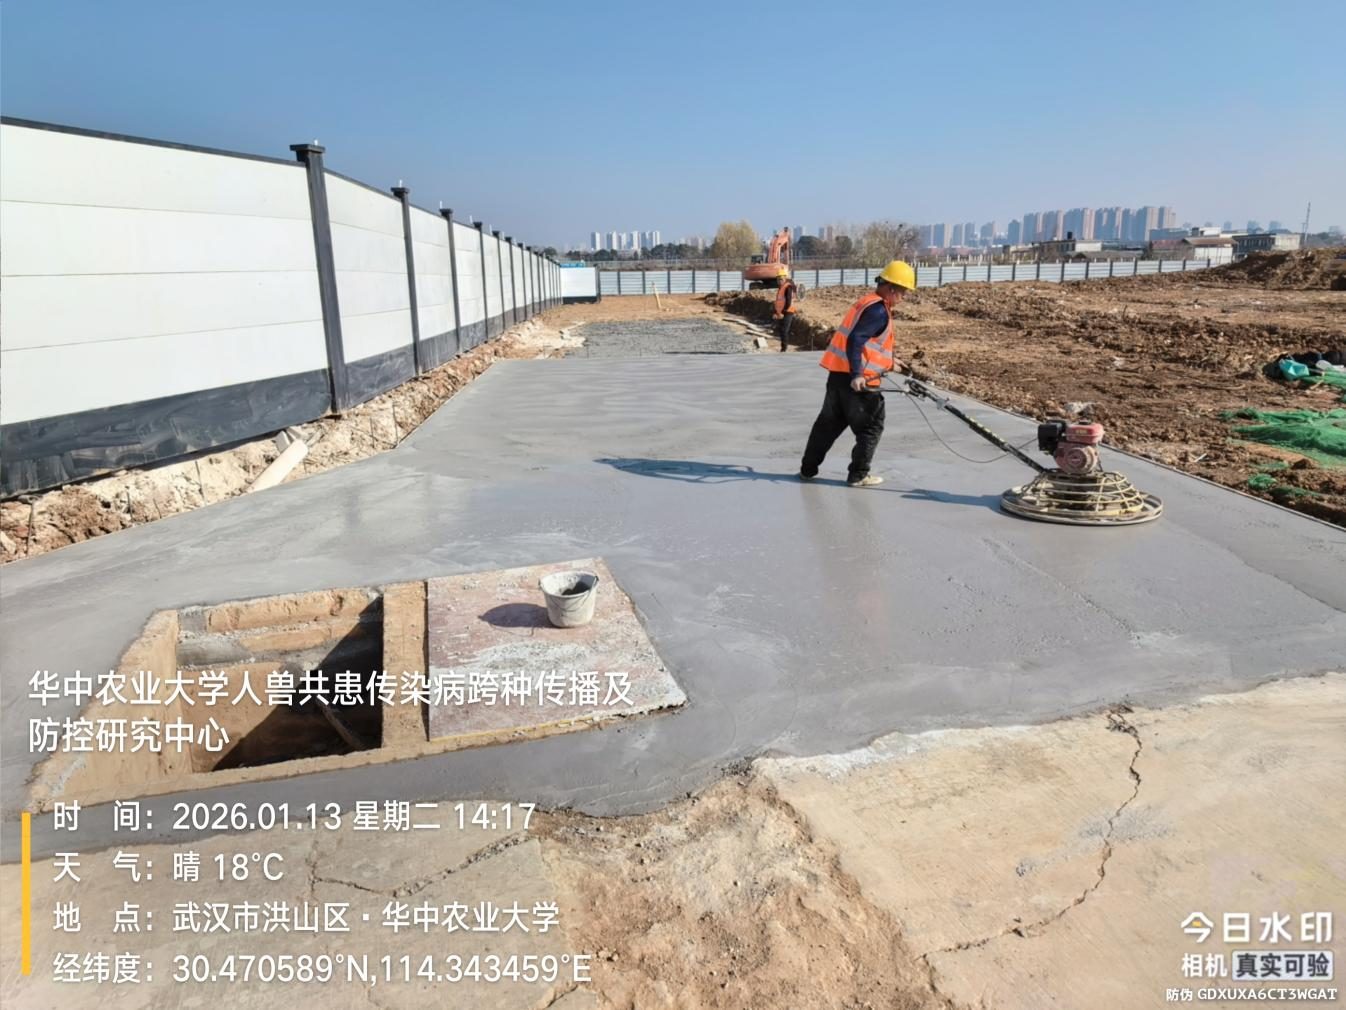 华中农业大学人兽共患传染病跨种传播及
防控研究中心
时 间：2026.01.13 星期二 14:17
天 气：晴 18℃
地 点：武汉市洪山区·华中农业大学
经纬度：30.470589°N,114.343459°E
今日水印
相机 真实可验
防伪 GDXUXA6CT3WGAT